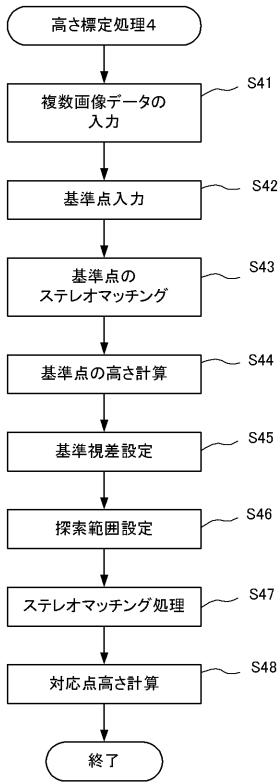 高さ標定処理4
S41
複数画像データの
入力
S42
基準点入力
S43
基準点の
ステレオマッチング
S44
基準点の高さ計算
S45
基準視差設定
S46
探索範囲設定
S47
ステレオマッチング処理
S48
対応点高さ計算
終了